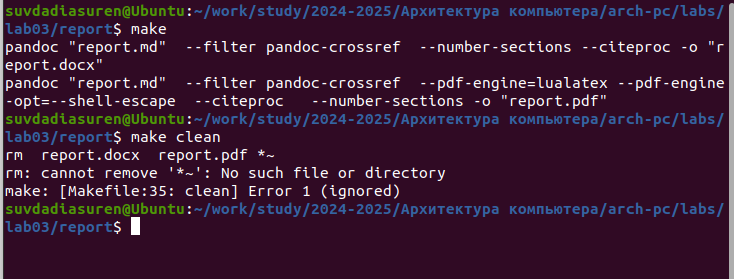 suvdadiasuren@Ubuntu:~/work/study/2024-2025/Архитектура компьютера/arch-pc/labs/
lab03/report$ make
pandoc "report.md"  --filter pandoc-crossref  --number-sections --citeproc -o "r
eport.docx"
pandoc "report.md"  --filter pandoc-crossref  --pdf-engine=lualatex --pdf-engine
-opt=--shell-escape  --citeproc   --number-sections -o "report.pdf"
suvdadiasuren@Ubuntu:~/work/study/2024-2025/Архитектура компьютера/arch-pc/labs/
lab03/report$ make clean
rm  report.docx  report.pdf *~
rm: cannot remove '*~': No such file or directory
make: [Makefile:35: clean] Error 1 (ignored)
suvdadiasuren@Ubuntu:~/work/study/2024-2025/Архитектура компьютера/arch-pc/labs/
lab03/report$